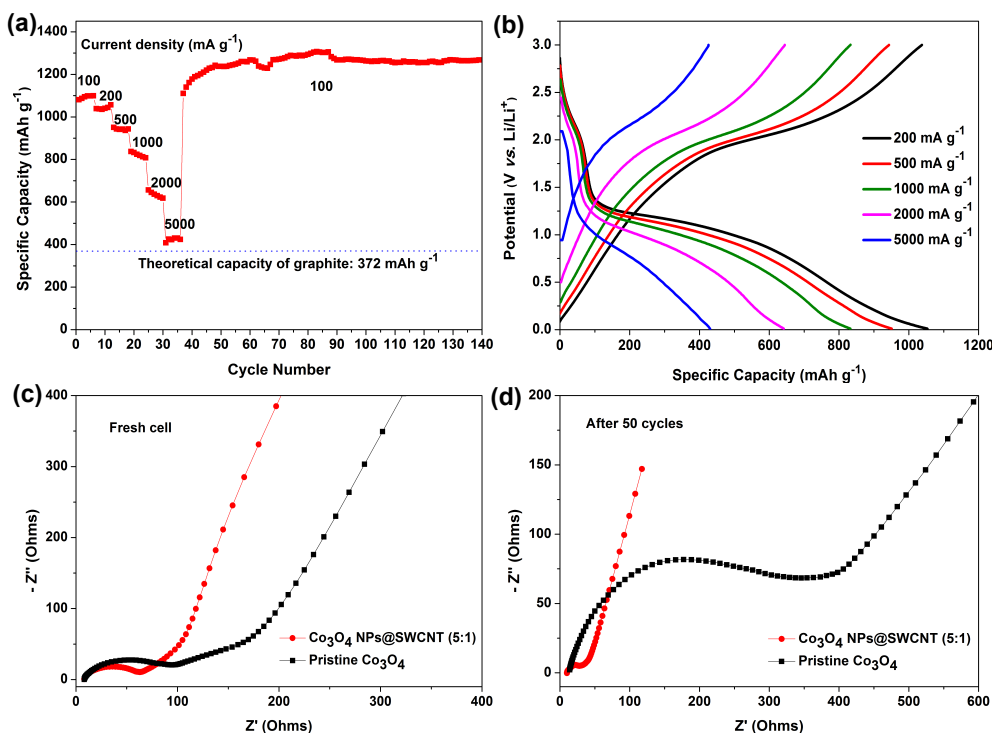 (a)
Current density (mA g⁻¹)
100
200
500
1000
2000
5000
100
Theoretical capacity of graphite: 372 mAh g⁻¹
Specific Capacity (mAh g⁻¹)
0
200
400
600
800
1000
1200
1400
0 10 20 30 40 50 60 70 80 90 100 110 120 130 140
Cycle Number
(b)
200 mA g⁻¹
500 mA g⁻¹
1000 mA g⁻¹
2000 mA g⁻¹
5000 mA g⁻¹
Potential (V vs. Li/Li⁺)
0.0
0.5
1.0
1.5
2.0
2.5
3.0
0 200 400 600 800 1000 1200
Specific Capacity (mAh g⁻¹)
(c)
Fresh cell
Co₃O₄ NPs@SWCNT (5:1)
Pristine Co₃O₄
- Z'' (Ohms)
0
100
200
300
400
0 100 200 300 400
Z' (Ohms)
(d)
After 50 cycles
Co₃O₄ NPs@SWCNT (5:1)
Pristine Co₃O₄
- Z'' (Ohms)
0
50
100
150
200
0 100 200 300 400 500 600
Z' (Ohms)